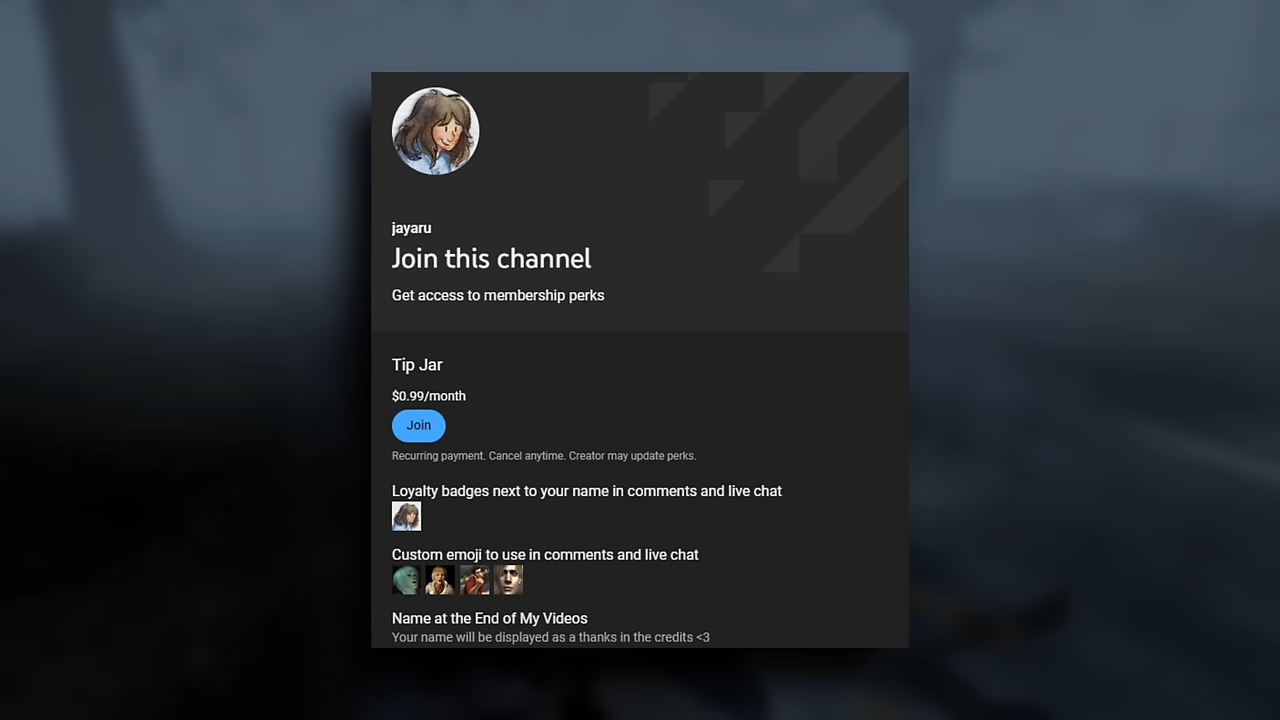 jayaru
Join this channel
Get access to membership perks
Tip Jar
$0.99/month
Join
Recurring payment. Cancel anytime. Creator may update perks.
Loyalty badges next to your name in comments and live chat
Custom emoji to use in comments and live chat
Name at the End of My Videos
Your name will be displayed as a thanks in the credits <3